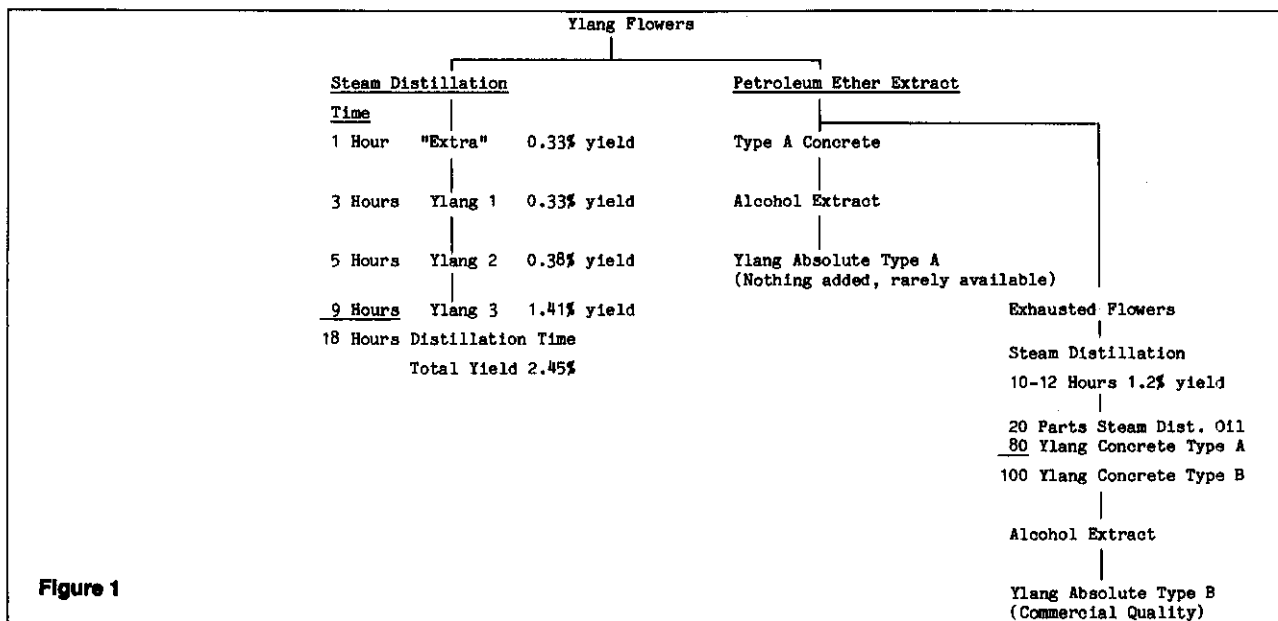 Ylang Flowers
Steam Distillation
Time
1 Hour "Extra" 0.33% yield
3 Hours Ylang 1 0.33% yield
5 Hours Ylang 2 0.38% yield
9 Hours Ylang 3 1.41% yield
18 Hours Distillation Time
Total Yield 2.45%
Petroleum Ether Extract
Type A Concrete
Alcohol Extract
Ylang Absolute Type A
(Nothing added, rarely available)
Exhausted Flowers
Steam Distillation
10-12 Hours 1.2% yield
20 Parts Steam Dist. Oil
80 Ylang Concrete Type A
100 Ylang Concrete Type B
Alcohol Extract
Ylang Absolute Type B
(Commercial Quality)
Figure 1